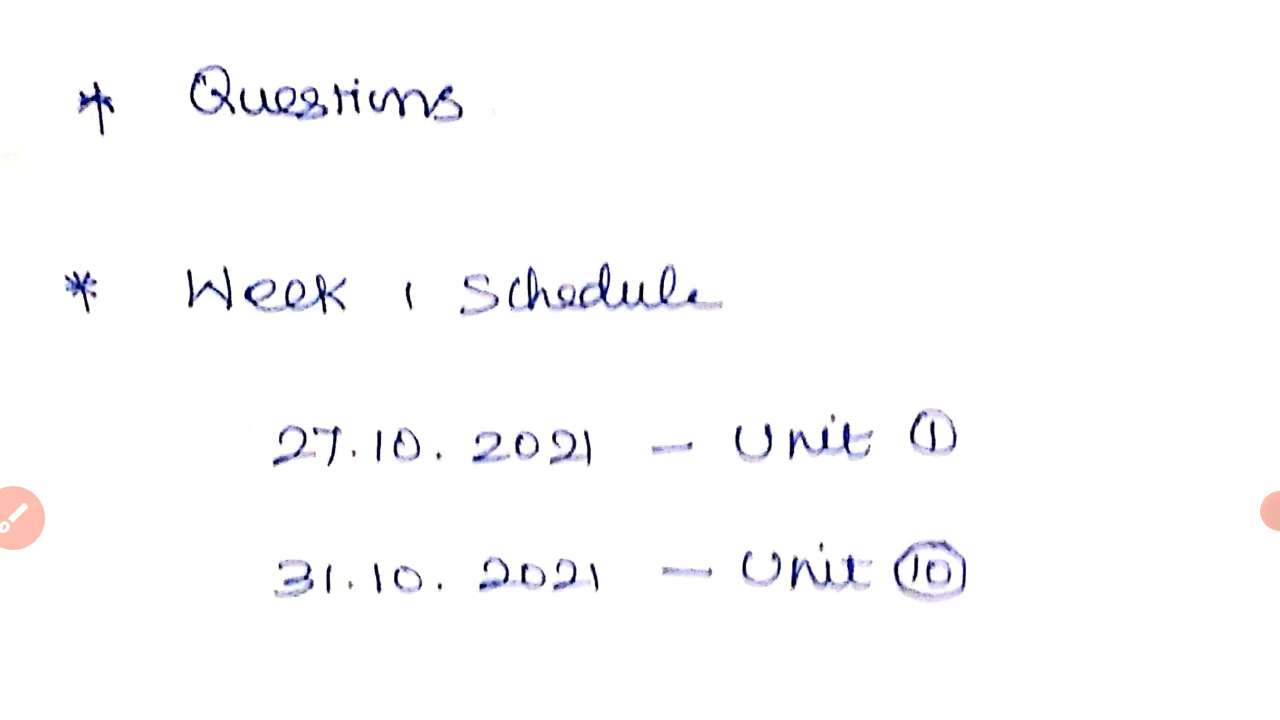 * Questions
* Week 1 Schedule
27.10.2021 - Unit ①
31.10.2021 - Unit ⑩